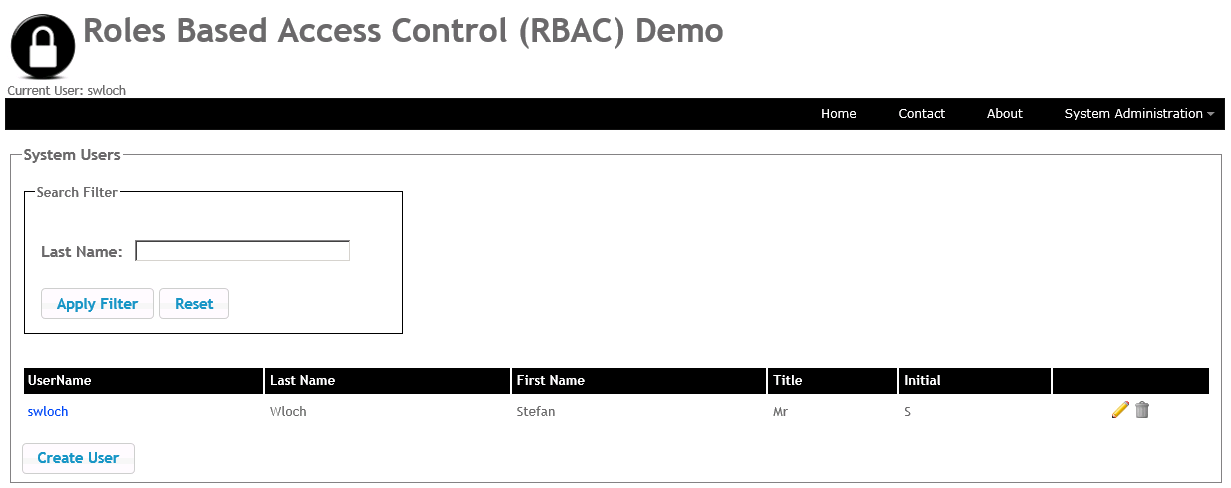 Roles Based Access Control (RBAC) Demo
Current User: swloch
Home Contact About System Administration
System Users
Search Filter
Last Name:
Apply Filter Reset
UserName Last Name First Name Title Initial
swloch Wloch Stefan Mr S
Create User